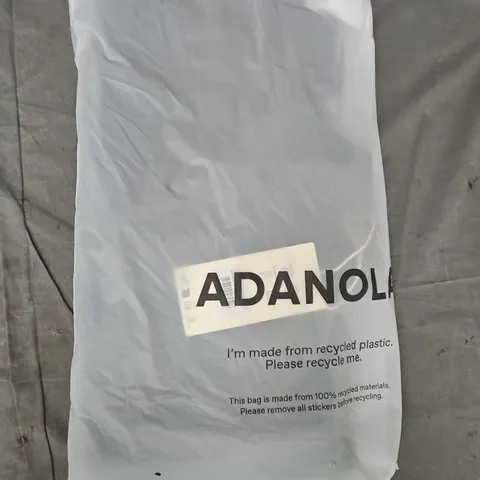 ADANOLA
I'm made from recycled plastic.
Please recycle me.
This bag is made from 100% recycled materials.
Please remove all stickers before recycling.